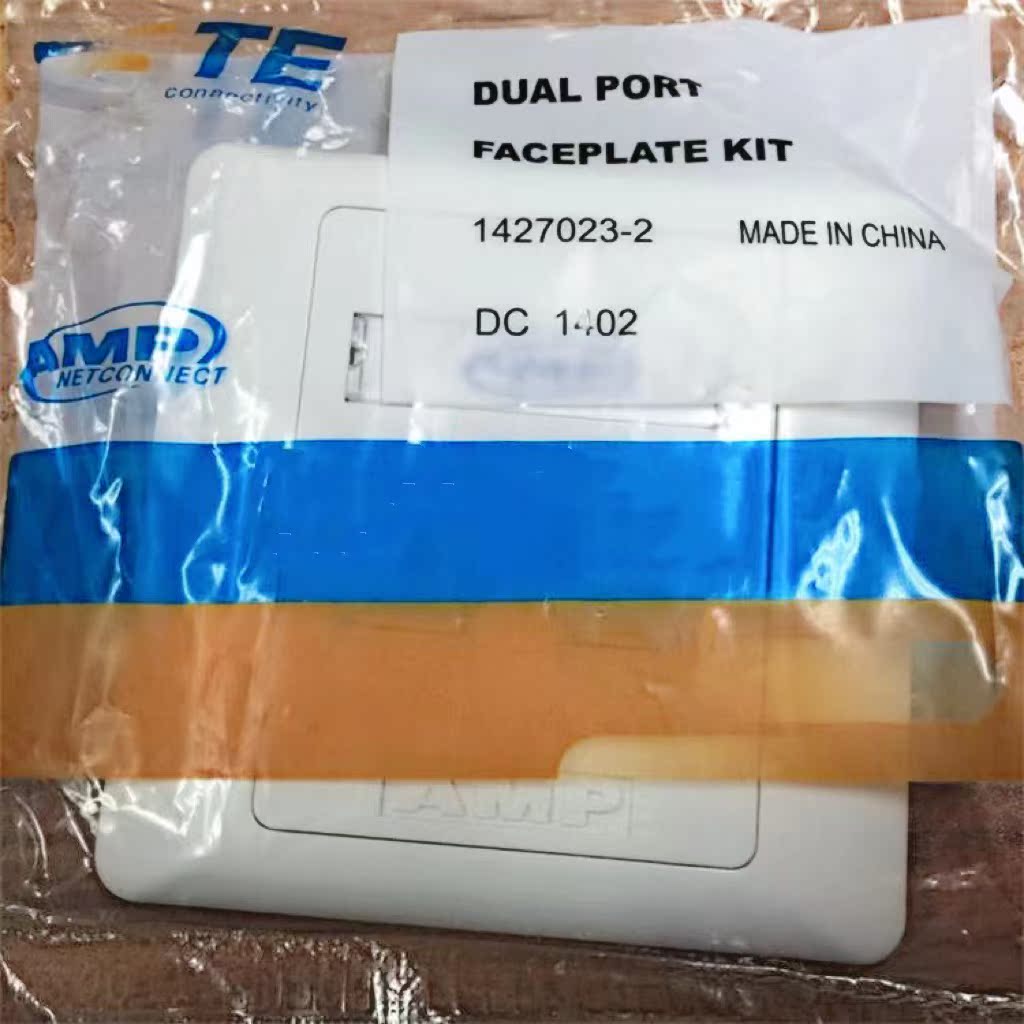 TE
connectivity
DUAL PORT
FACEPLATE KIT
1427023-2 MADE IN CHINA
DC 1402
AMP
NETCONNECT
AMP